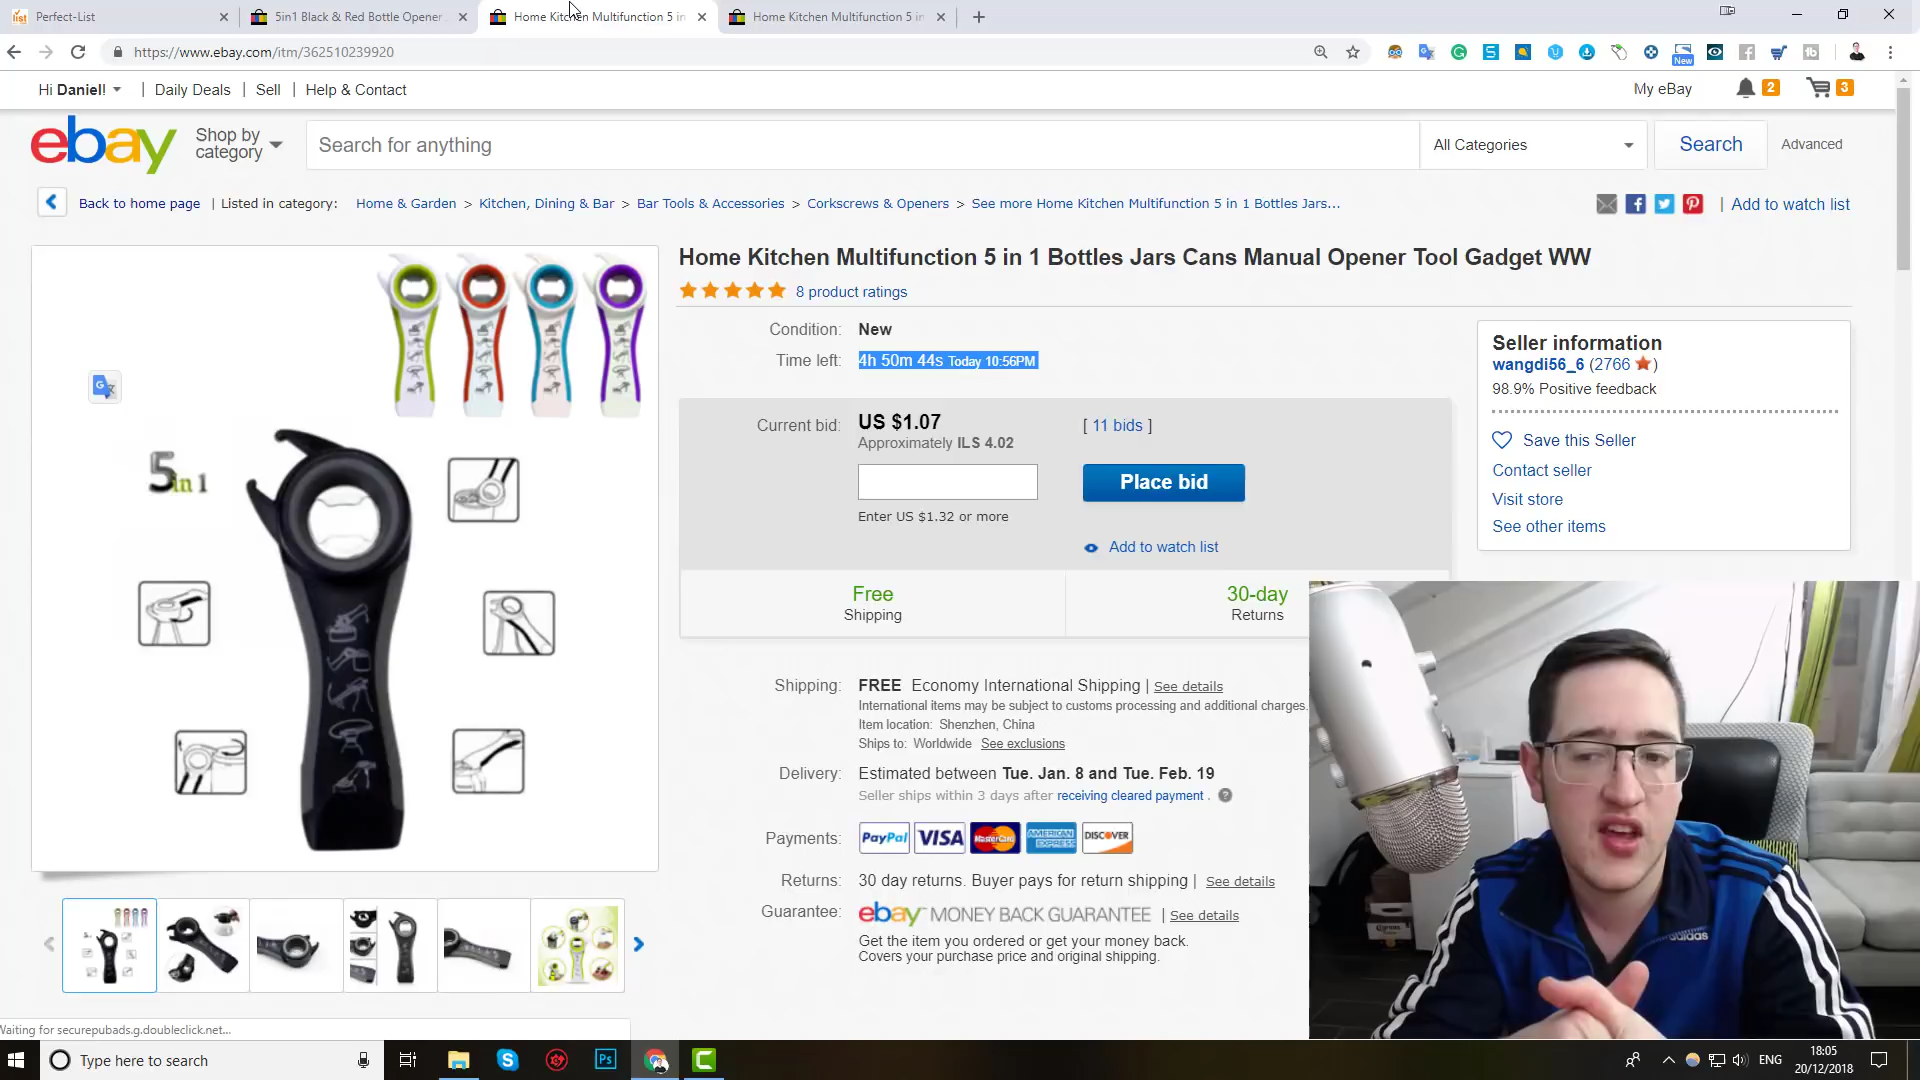 Perfect-List
5in1 Black & Red Bottle Opener
Home Kitchen Multifunction 5 in
Home Kitchen Multifunction 5 in
https://www.ebay.com/itm/362510239920
New
Hi Daniel! | Daily Deals | Sell | Help & Contact
My eBay 2 3
ebay
Shop by category
Search for anything
All Categories
Search
Advanced
Back to home page | Listed in category: Home & Garden > Kitchen, Dining & Bar > Bar Tools & Accessories > Corkscrews & Openers > See more Home Kitchen Multifunction 5 in 1 Bottles Jars...
| Add to watch list
Home Kitchen Multifunction 5 in 1 Bottles Jars Cans Manual Opener Tool Gadget WW
8 product ratings
Condition: New
Time left: 4h 50m 44s Today 10:56PM
Current bid: US $1.07 [ 11 bids ]
Approximately ILS 4.02
Place bid
Enter US $1.32 or more
Add to watch list
Free
Shipping
30-day
Returns
Seller information
wangdi56_6 (2766 )
98.9% Positive feedback
Save this Seller
Contact seller
Visit store
See other items
5in1
Shipping: FREE Economy International Shipping | See details
International items may be subject to customs processing and additional charges.
Item location: Shenzhen, China
Ships to: Worldwide See exclusions
Delivery: Estimated between Tue. Jan. 8 and Tue. Feb. 19
Seller ships within 3 days after receiving cleared payment . ?
Payments: PayPal VISA MasterCard AMERICAN EXPRESS DISCOVER
Returns: 30 day returns. Buyer pays for return shipping | See details
Guarantee: ebay MONEY BACK GUARANTEE | See details
Get the item you ordered or get your money back.
Covers your purchase price and original shipping.
adidas
Waiting for securepubads.g.doubleclick.net...
Type here to search
Ps
ENG
18:05
20/12/2018